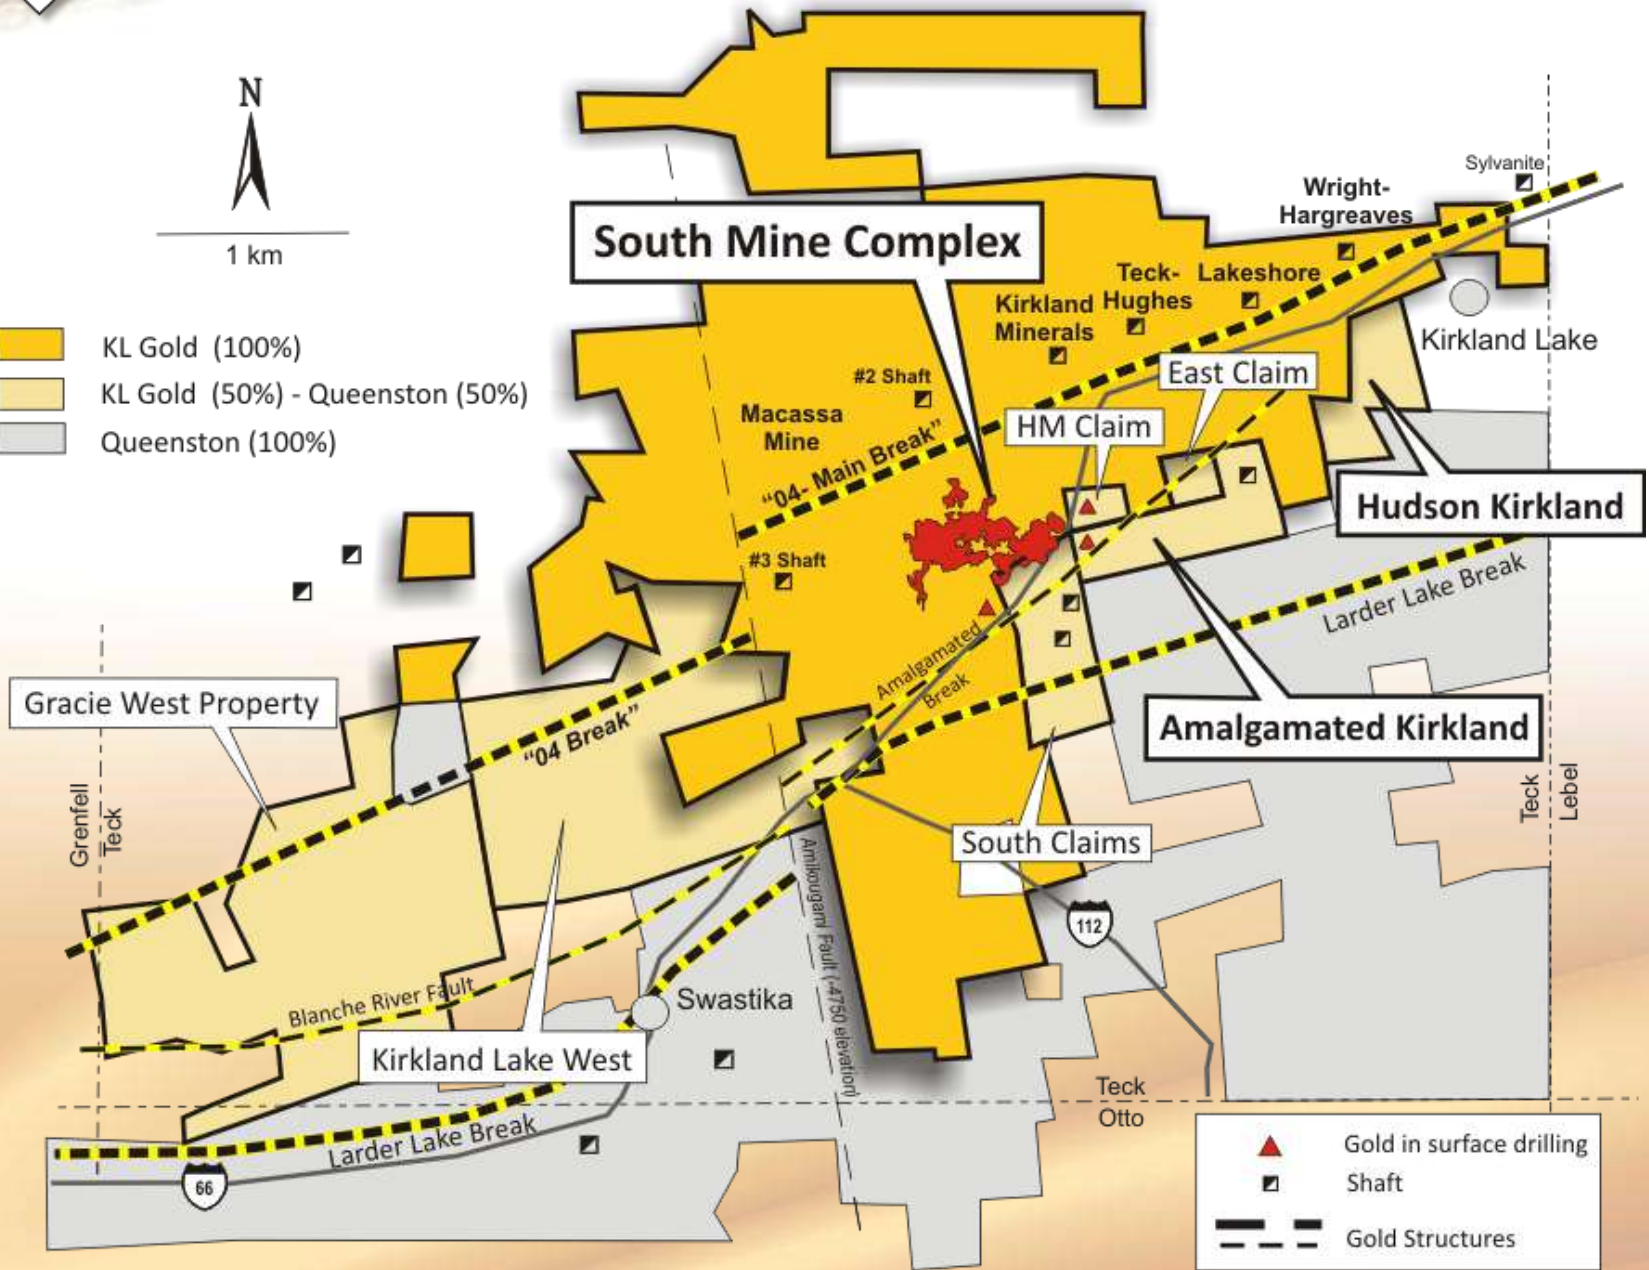 N
1 km
KL Gold (100%)
KL Gold (50%) - Queenston (50%)
Queenston (100%)
South Mine Complex
Sylvanite
Wright-
Hargreaves
Teck-
Hughes
Lakeshore
Kirkland
Minerals
Kirkland Lake
#2 Shaft
East Claim
Macassa
Mine
HM Claim
"04- Main Break"
Hudson Kirkland
#3 Shaft
Larder Lake Break
Amalgamated
Break
Gracie West Property
"04 Break"
Amalgamated Kirkland
Grenfell
Teck
Teck
Lebel
South Claims
Amikougami Fault (-4750 elevation)
112
Blanche River Fault
Swastika
Kirkland Lake West
Teck
Otto
Larder Lake Break
66
Gold in surface drilling
Shaft
Gold Structures